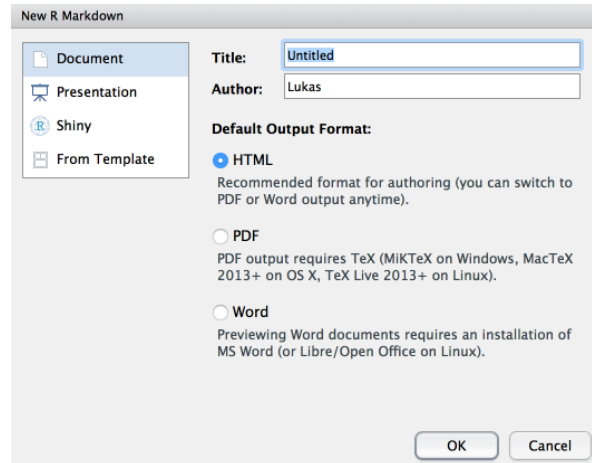 New R Markdown
Document
Presentation
R Shiny
From Template
Title: Untitled
Author: Lukas
Default Output Format:
HTML
Recommended format for authoring (you can switch to
PDF or Word output anytime).
PDF
PDF output requires TeX (MiKTeX on Windows, MacTeX
2013+ on OS X, TeX Live 2013+ on Linux).
Word
Previewing Word documents requires an installation of
MS Word (or Libre/Open Office on Linux).
OK Cancel